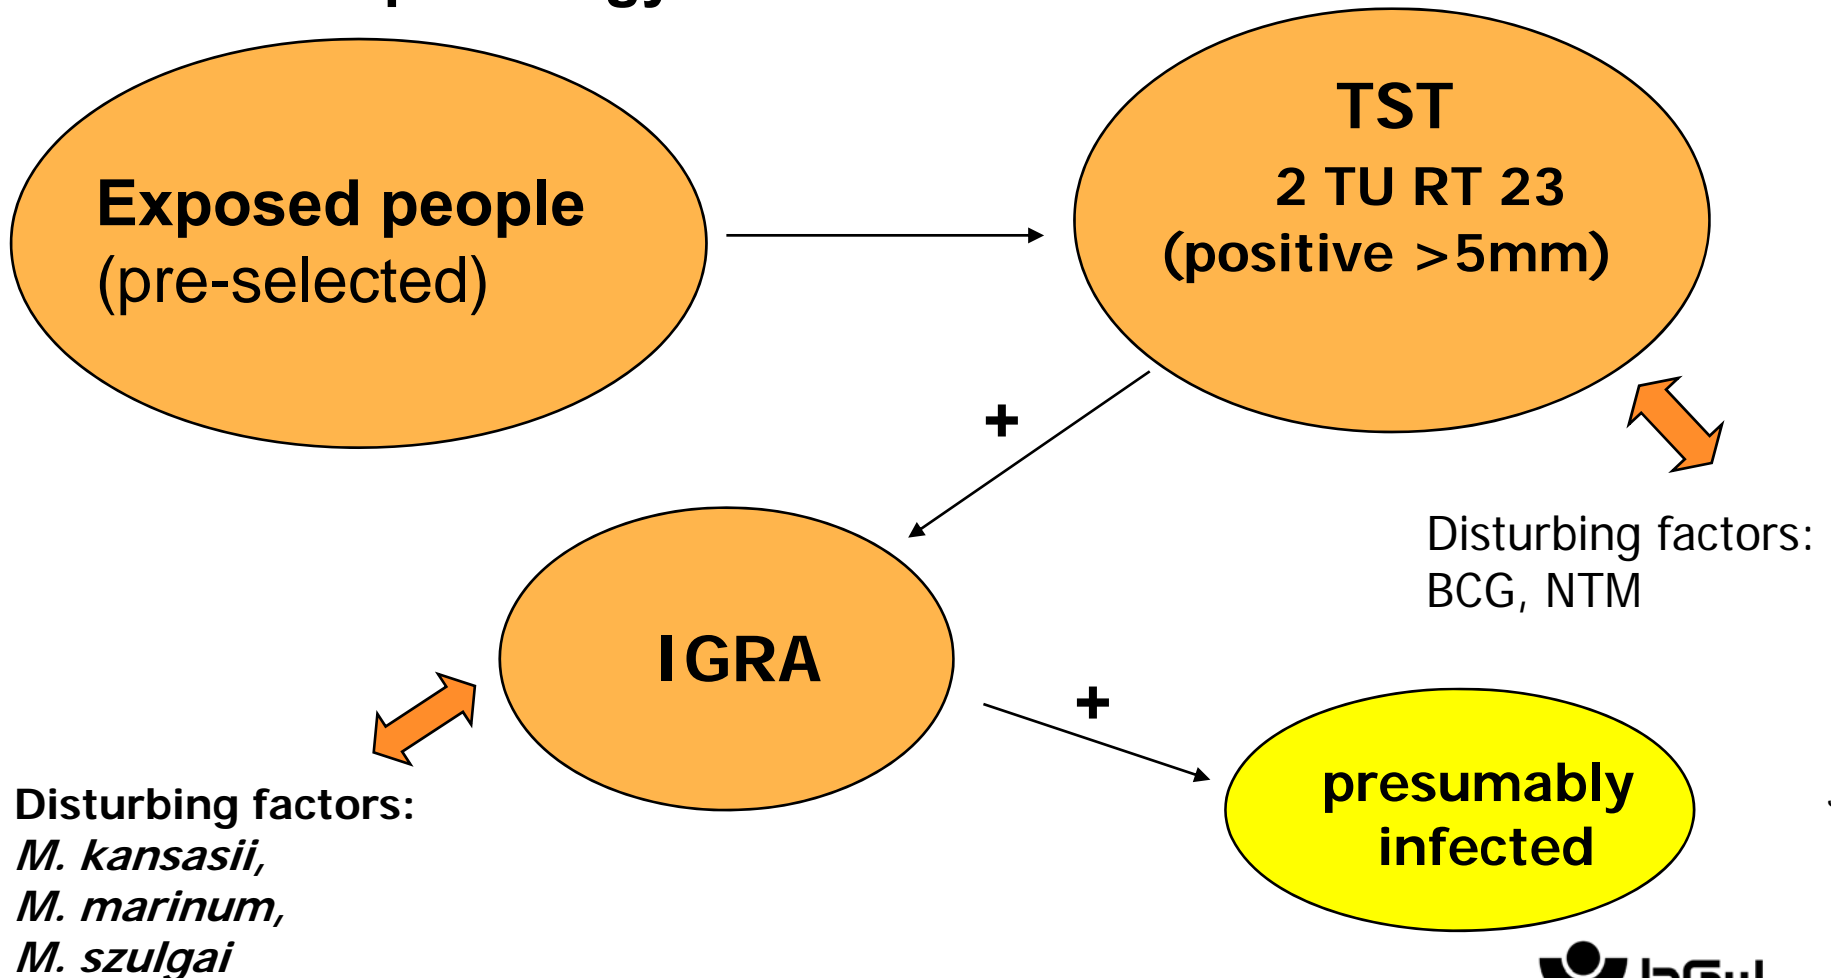 Exposed people
(pre-selected)
TST
2 TU RT 23
(positive >5mm)
+
Disturbing factors:
BCG, NTM
IGRA
+
presumably
infected
Disturbing factors:
M. kansasii,
M. marinum,
M. szulgai